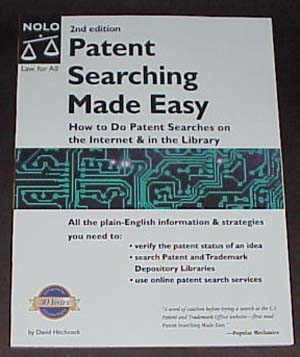 NOLO
Law for All
2nd edition
Patent
Searching
Made Easy
How to Do Patent Searches on
the Internet & in the Library
All the plain-English information & strategies
you need to:
• verify the patent status of an idea
• search Patent and Trademark
Depository Libraries
• use online patent search services
30 Years
by David Hitchcock
"A word of caution before trying a search at the U.S.
Patent and Trademark Office website—first read
Patent Searching Made Easy."
—Popular Mechanics